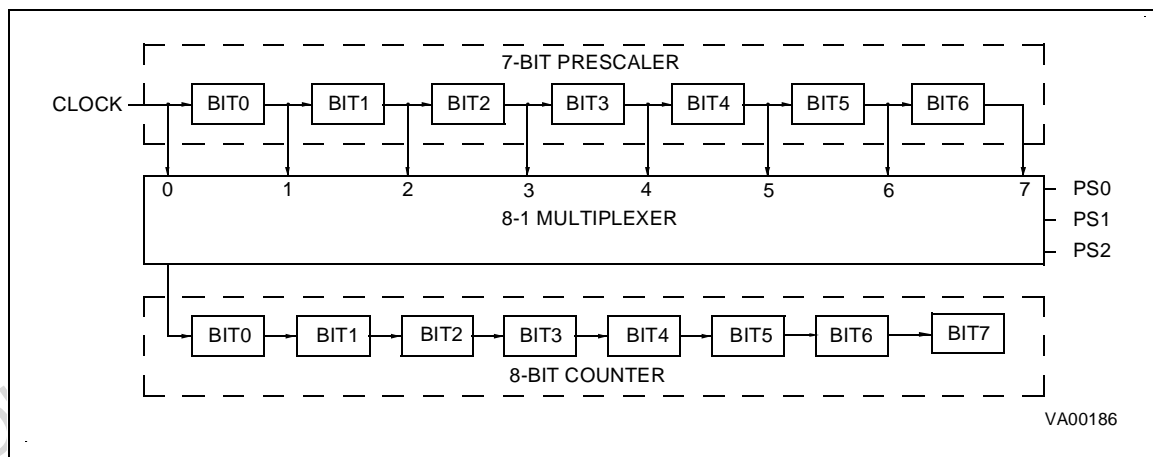 7-BIT PRESCALER
CLOCK BIT0 BIT1 BIT2 BIT3 BIT4 BIT5 BIT6
0 1 2 3 4 5 6 7 PS0
8-1 MULTIPLEXER PS1
PS2
BIT0 BIT1 BIT2 BIT3 BIT4 BIT5 BIT6 BIT7
8-BIT COUNTER
VA00186